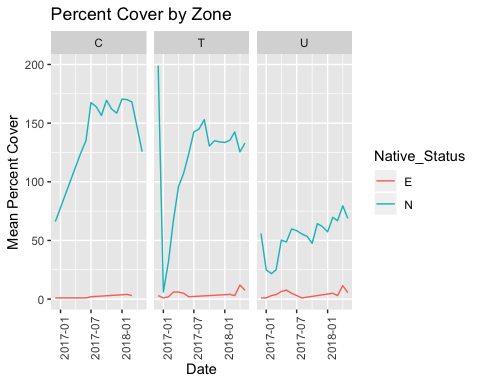 Percent Cover by Zone
C T U
200
150
100
50
0
Mean Percent Cover
2017-01 2017-07 2018-01 2017-01 2017-07 2018-01 2017-01 2017-07 2018-01
Date
Native_Status
E
N